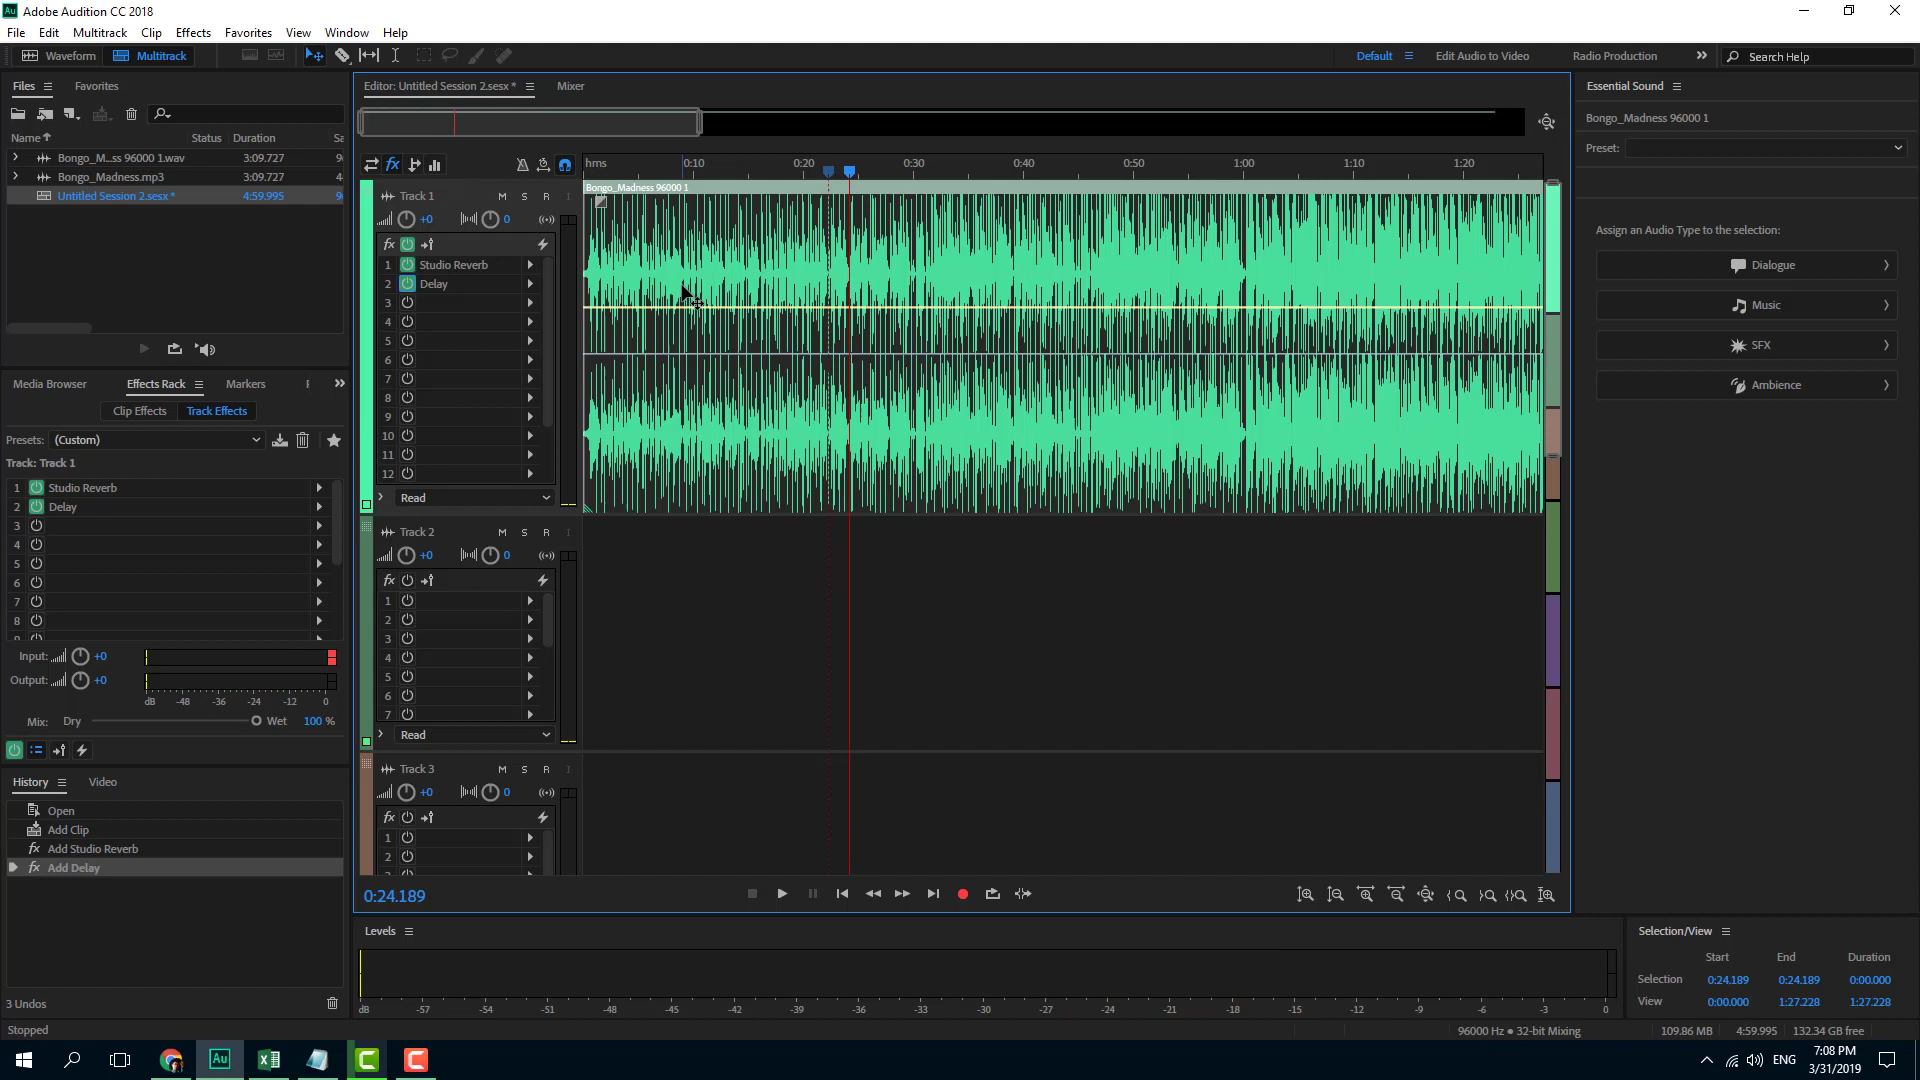 Au Adobe Audition CC 2018
File Edit Multitrack Clip Effects Favorites View Window Help
Waveform Multitrack Default Edit Audio to Video Radio Production Search Help
Files Favorites
Name Status Duration Sa
Bongo_M...ss 96000 1.wav 3:09.727 9
Bongo_Madness.mp3 3:09.727 4
Untitled Session 2.sesx * 4:59.995 9
Media Browser Effects Rack Markers
Clip Effects Track Effects
Presets: (Custom)
Track: Track 1
1 Studio Reverb
2 Delay
3
4
5
6
7
8
9
Input: +0
Output: +0
dB -48 -36 -24 -12 0
Mix: Dry Wet 100 %
History Video
Open
Add Clip
fx Add Studio Reverb
fx Add Delay
3 Undos
Stopped
Editor: Untitled Session 2.sesx * Mixer
fx
hms 0:10 0:20 0:30 0:40 0:50 1:00 1:10 1:20
Bongo_Madness 96000 1
Track 1 M S R I
+0 0
fx
1 Studio Reverb
2 Delay
3
4
5
6
7
8
9
10
11
12
Read
Track 2 M S R I
+0 0
fx
1
2
3
4
5
6
7
Read
Track 3 M S R I
+0 0
fx
1
2
0:24.189
Levels
dB -57 -54 -51 -48 -45 -42 -39 -36 -33 -30 -27 -24 -21 -18 -15 -12 -9 -6 -3 0
Essential Sound
Bongo_Madness 96000 1
Preset:
Assign an Audio Type to the selection:
Dialogue
Music
SFX
Ambience
Selection/View
Start End Duration
Selection 0:24.189 0:24.189 0:00.000
View 0:00.000 1:27.228 1:27.228
96000 Hz ● 32-bit Mixing 109.86 MB 4:59.995 132.34 GB free
Au ENG 7:08 PM
3/31/2019